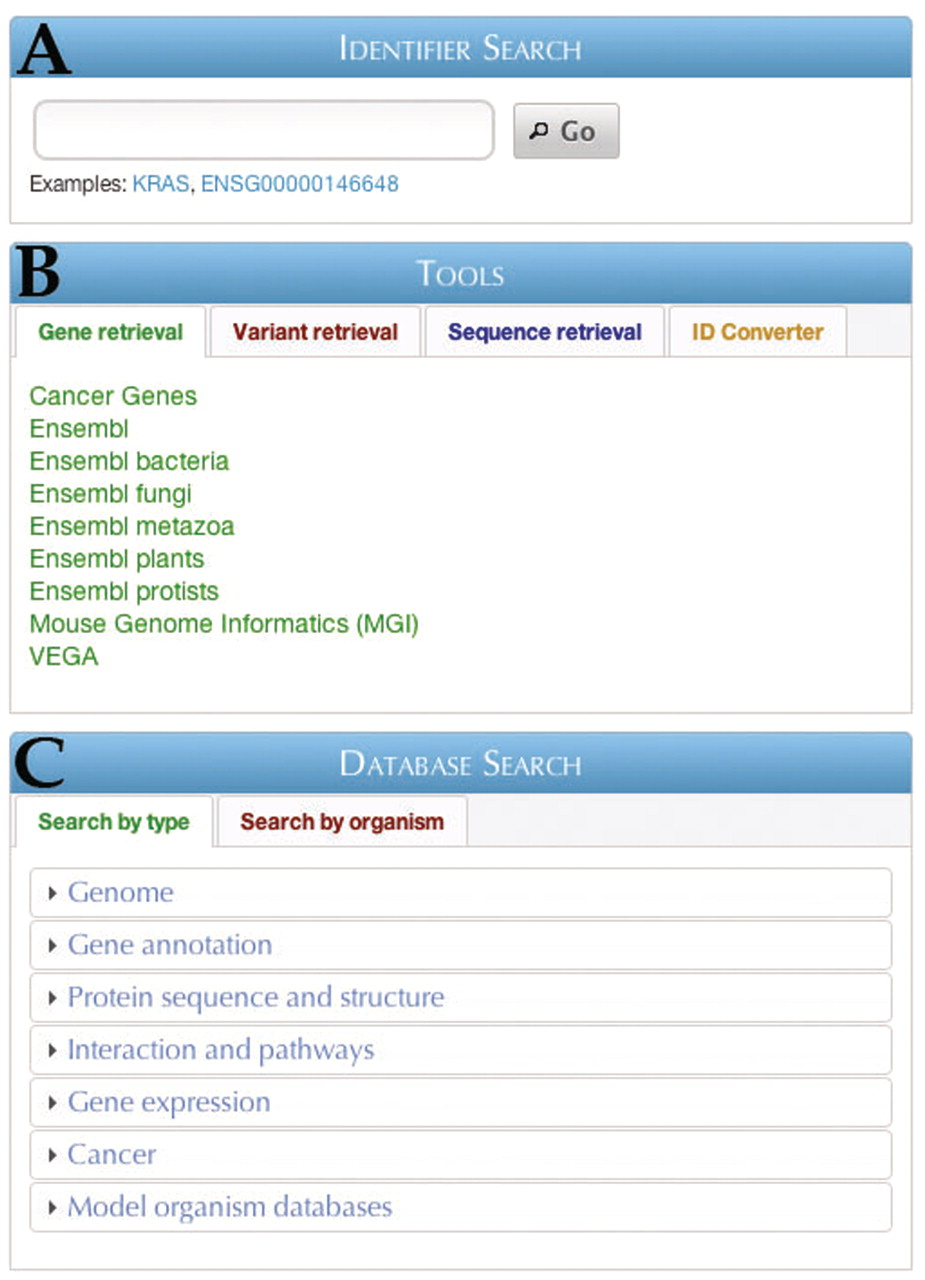 A
Identifier Search
Go
Examples: KRAS, ENSG00000146648
B
Tools
Gene retrieval Variant retrieval Sequence retrieval ID Converter
Cancer Genes
Ensembl
Ensembl bacteria
Ensembl fungi
Ensembl metazoa
Ensembl plants
Ensembl protists
Mouse Genome Informatics (MGI)
VEGA
C
Database Search
Search by type Search by organism
Genome
Gene annotation
Protein sequence and structure
Interaction and pathways
Gene expression
Cancer
Model organism databases